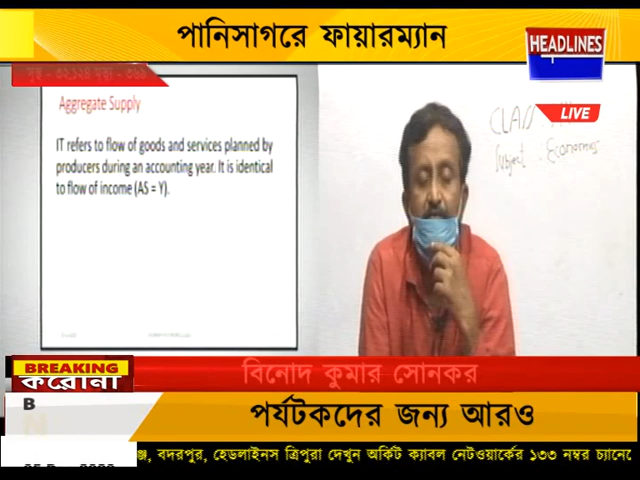 পানিসাগরে ফায়ারম্যান
HEADLINES
LIVE
Aggregate Supply
IT refers to flow of goods and services planned by
producers during an accounting year. It is identical
to flow of income (AS = Y).
CLASS
Subject - Economics
BREAKING
করোনা
বিনোদ কুমার সোনকর
B
N
পর্যটকদের জন্য আরও
বদরপুর, হেডলাইনস ত্রিপুরা দেখুন অর্কিট ক্যাবল নেটওয়ার্কের ১৩৩ নম্বর চ্যানেলে